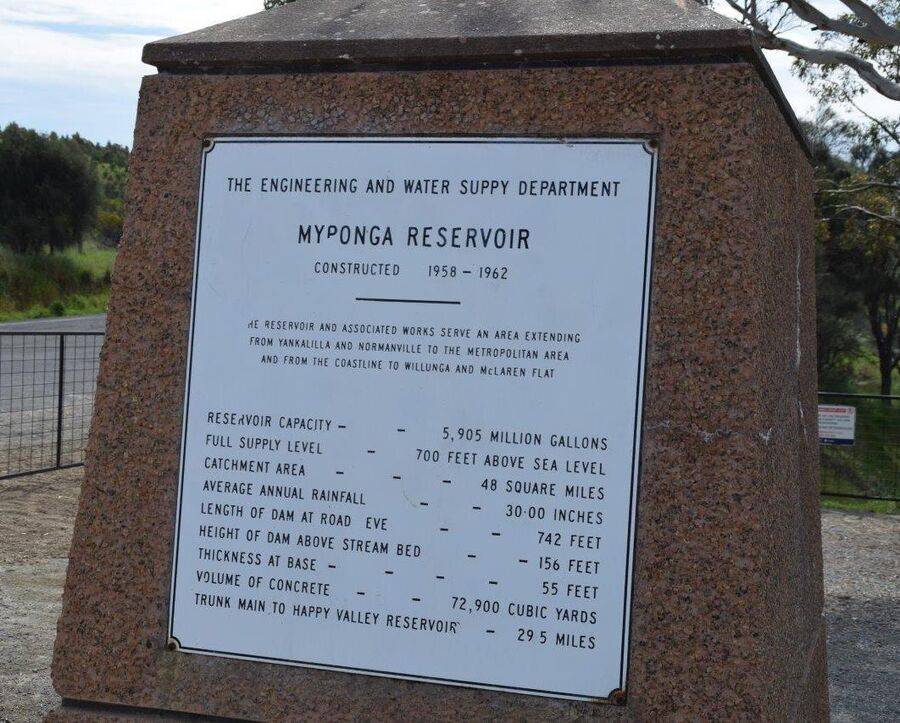 THE ENGINEERING AND WATER SUPPY DEPARTMENT
MYPONGA RESERVOIR
CONSTRUCTED 1958 – 1962
HE RESERVOIR AND ASSOCIATED WORKS SERVE AN AREA EXTENDING
FROM YANKALILLA AND NORMANVILLE TO THE METROPOLITAN AREA
AND FROM THE COASTLINE TO WILLUNGA AND McLAREN FLAT
RESERVOIR CAPACITY – – 5,905 MILLION GALLONS
FULL SUPPLY LEVEL – 700 FEET ABOVE SEA LEVEL
CATCHMENT AREA – – – 48 SQUARE MILES
AVERAGE ANNUAL RAINFALL – – 30·00 INCHES
LENGTH OF DAM AT ROAD EVE – – 742 FEET
HEIGHT OF DAM ABOVE STREAM BED – – 156 FEET
THICKNESS AT BASE – – – – 55 FEET
VOLUME OF CONCRETE – – 72,900 CUBIC YARDS
TRUNK MAIN TO HAPPY VALLEY RESERVOIR – 29 5 MILES